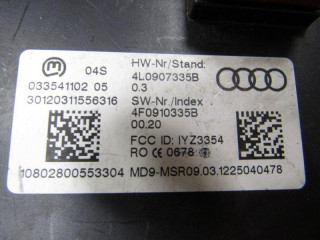 04S
033541102 05
30120311556316
HW-Nr/Stand:
4L0907335B
0.3
SW-Nr./Index
4F0910335B
00.20
FCC ID: IYZ3354
RO CE 0678
10802800553304 MD9-MSR09.03.1225040478